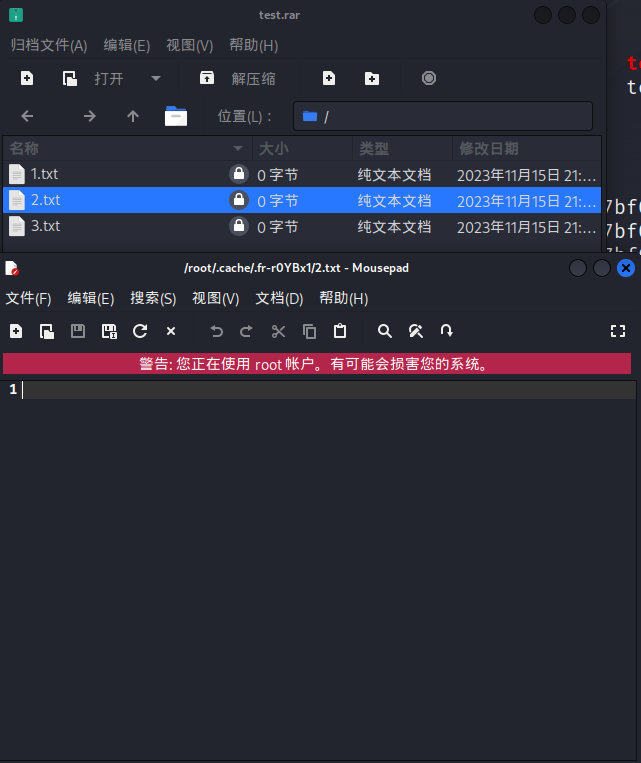 test.rar
归档文件(A) 编辑(E) 视图(V) 帮助(H)
te
打开 解压缩
te
位置(L)： /
名称 大小 类型 修改日期
1.txt 0 字节 纯文本文档 2023年11月15日 21:…
2.txt 0 字节 纯文本文档 2023年11月15日 21:…
7bf0
3.txt 0 字节 纯文本文档 2023年11月15日 21:…
7bf0
/root/.cache/.fr-r0YBx1/2.txt - Mousepad
文件(F) 编辑(E) 搜索(S) 视图(V) 文档(D) 帮助(H)
警告: 您正在使用 root 帐户。有可能会损害您的系统。
1